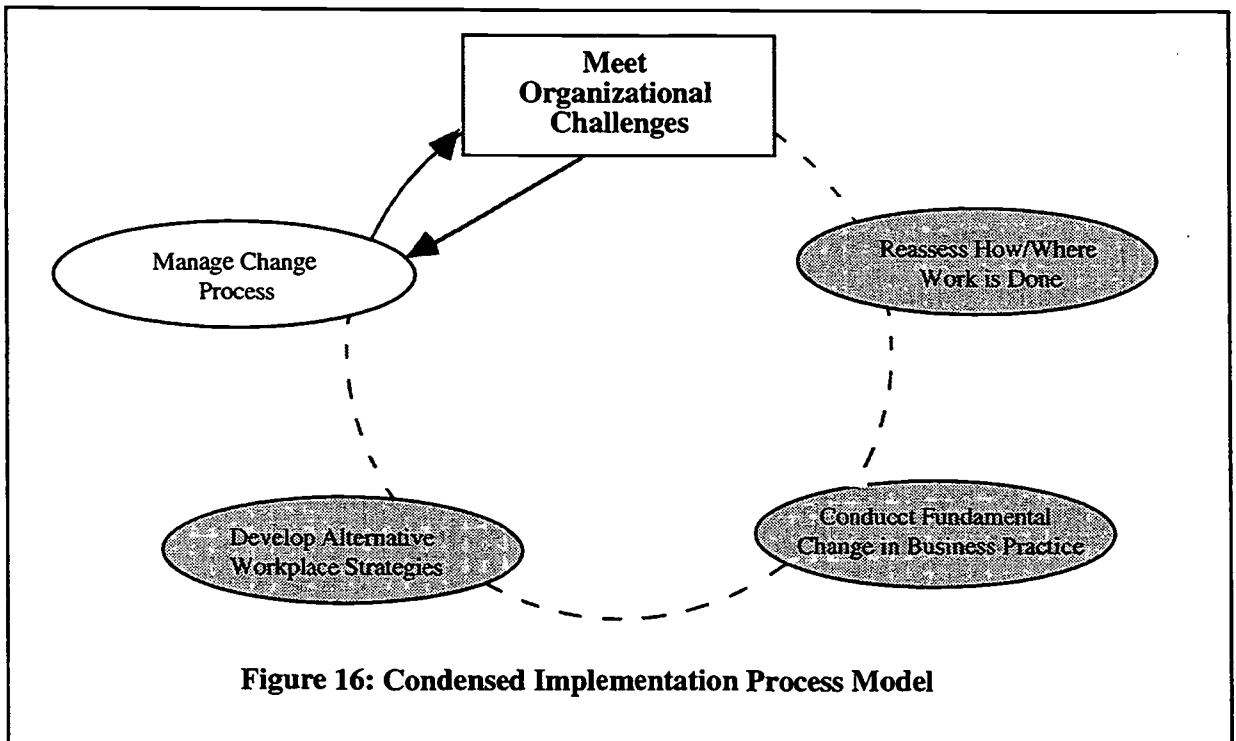 Meet
Organizational
Challenges
Manage Change
Process
Reassess How/Where
Work is Done
Develop Alternative
Workplace Strategies
Conducct Fundamental
Change in Business Practice
Figure 16: Condensed Implementation Process Model